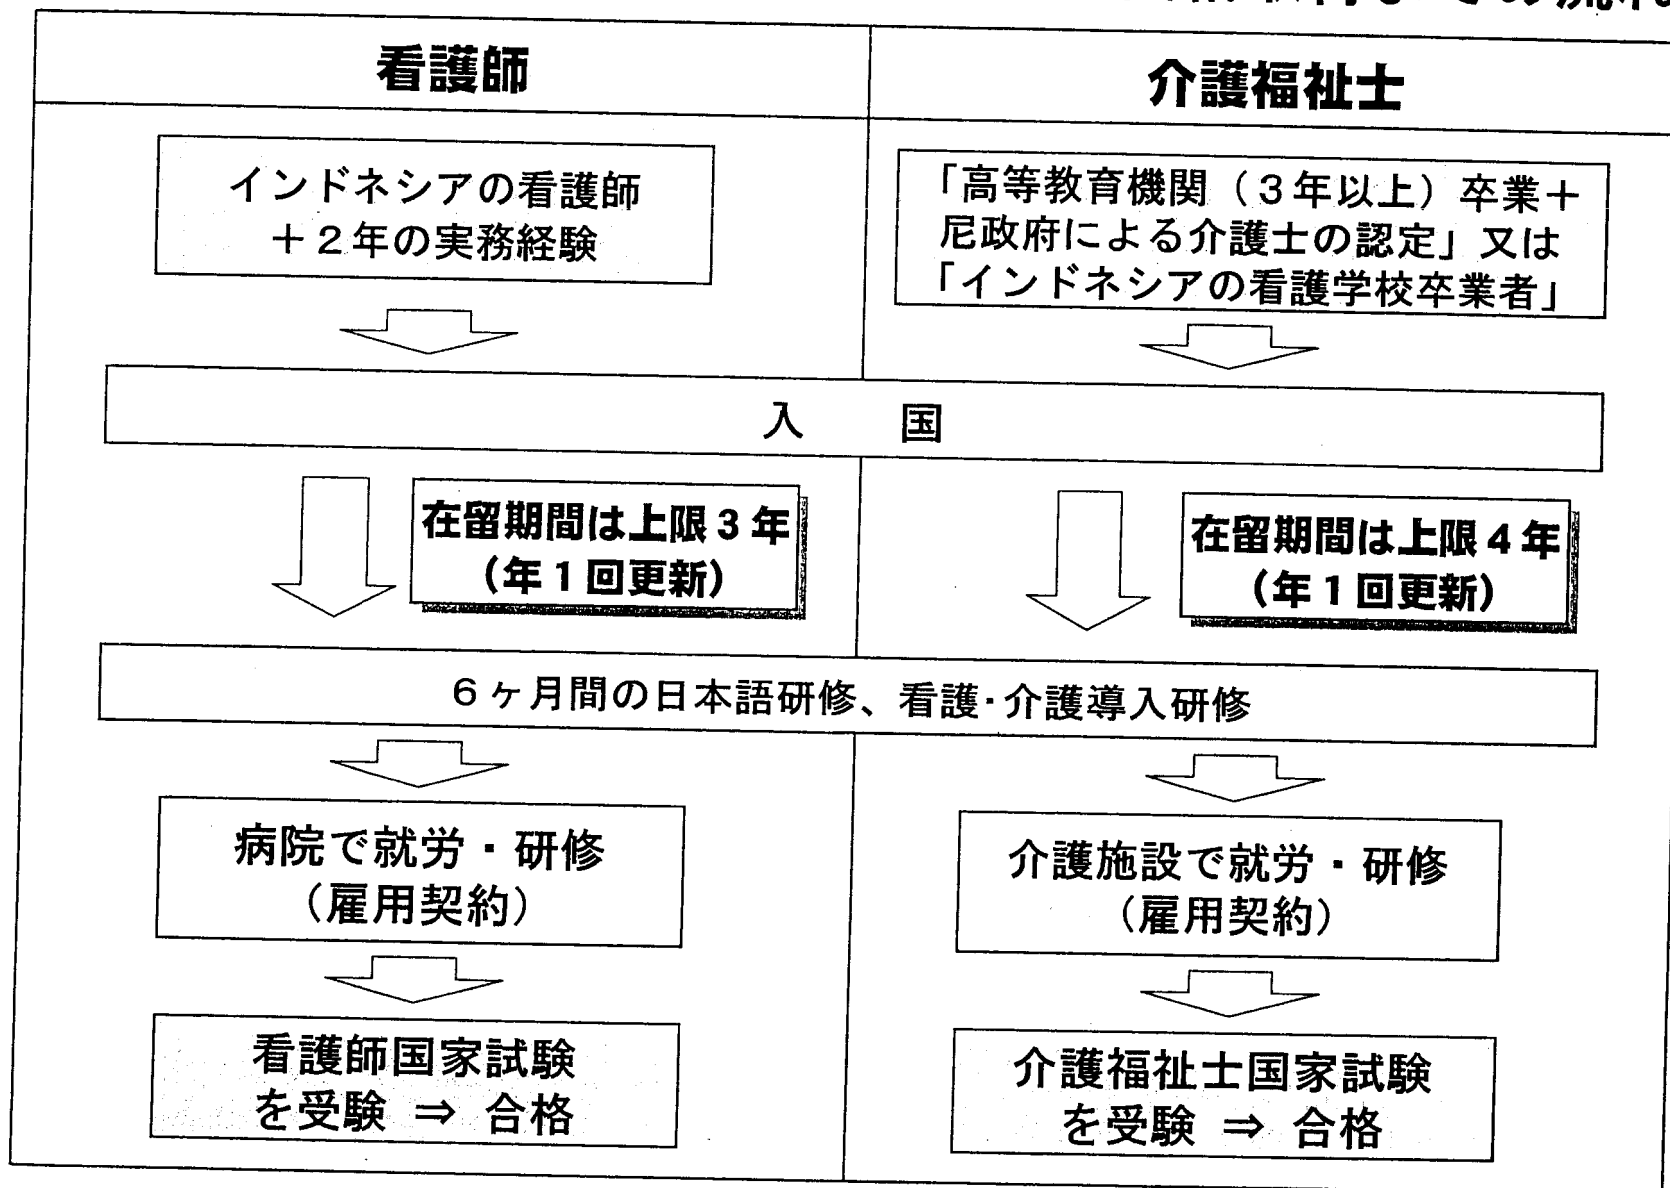 看護師
介護福祉士
インドネシアの看護師
＋２年の実務経験
「高等教育機関（３年以上）卒業＋
尼政府による介護士の認定」又は
「インドネシアの看護学校卒業者」
入　国
在留期間は上限３年
（年１回更新）
在留期間は上限４年
（年１回更新）
６ヶ月間の日本語研修、看護・介護導入研修
病院で就労・研修
（雇用契約）
介護施設で就労・研修
（雇用契約）
看護師国家試験
を受験 ⇒ 合格
介護福祉士国家試験
を受験 ⇒ 合格